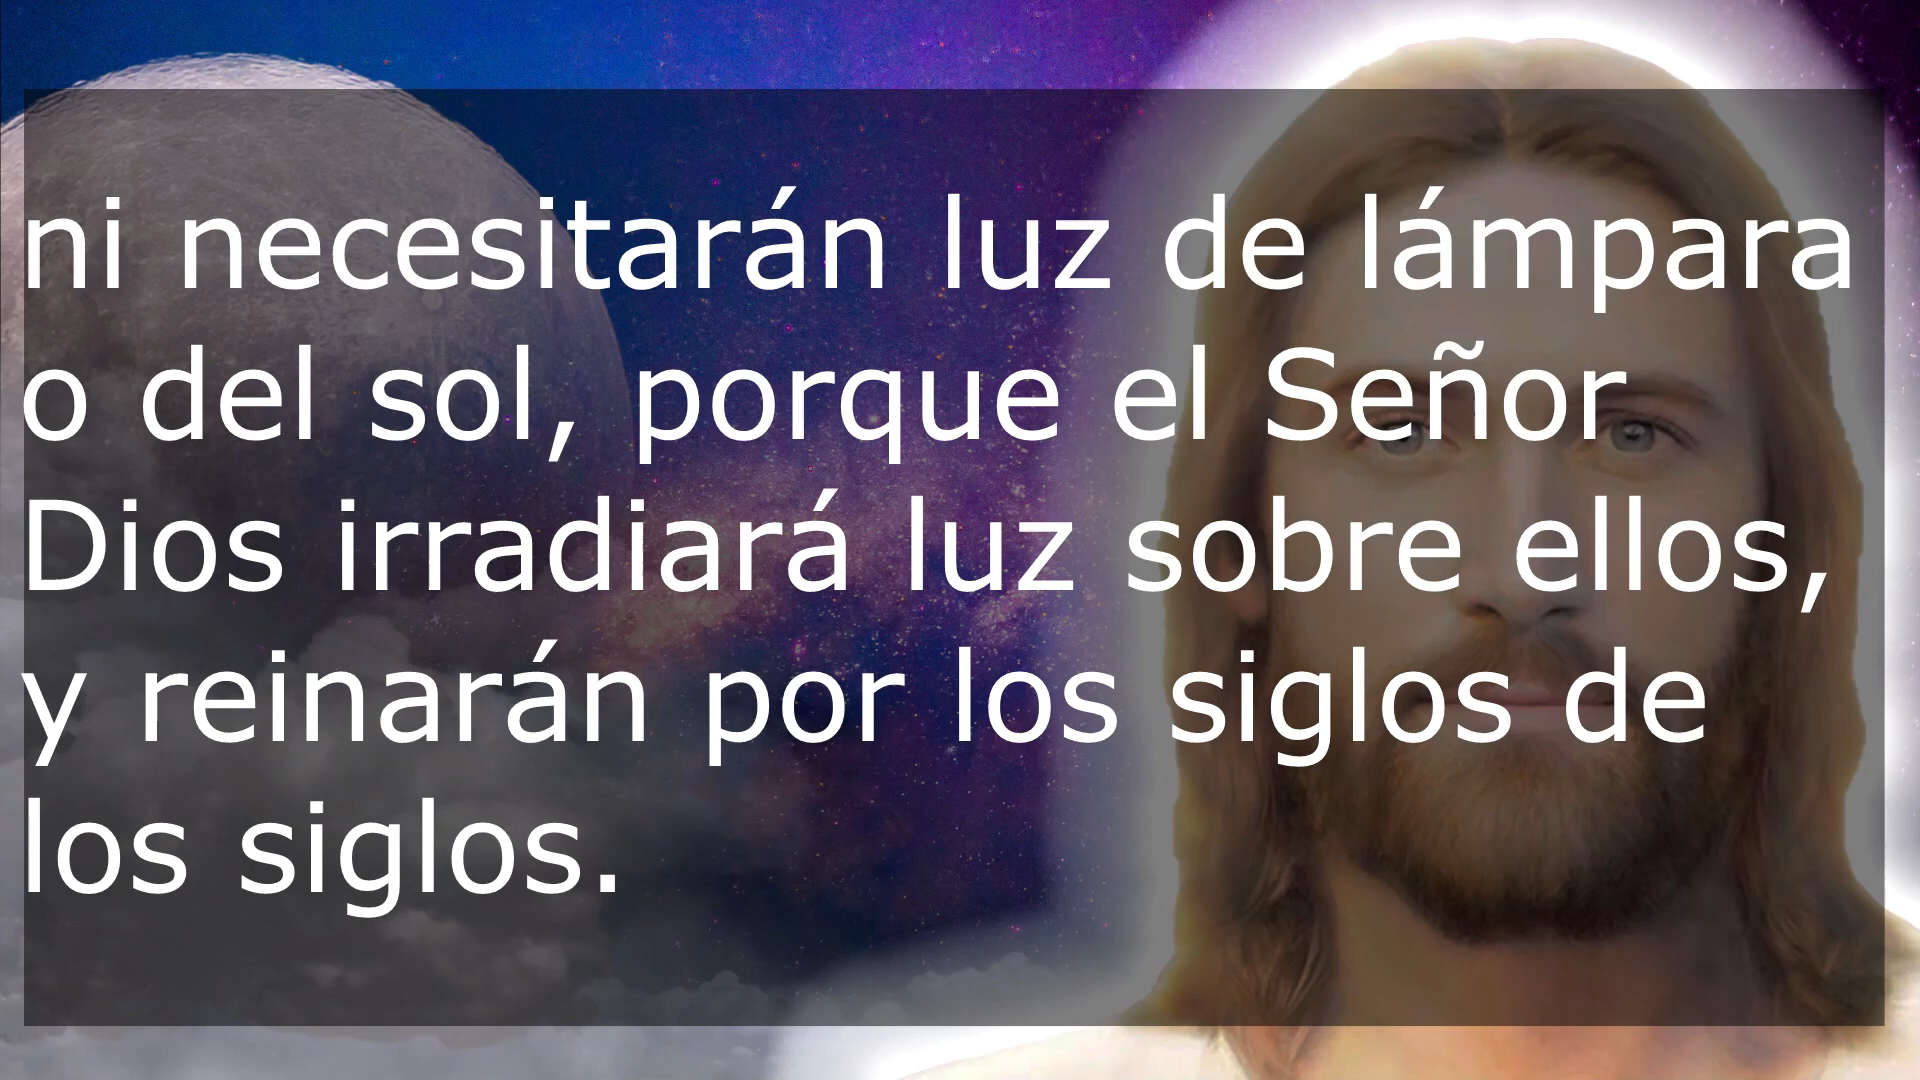 ni necesitarán luz de lámpara
o del sol, porque el Señor
Dios irradiará luz sobre ellos,
y reinarán por los siglos de
los siglos.